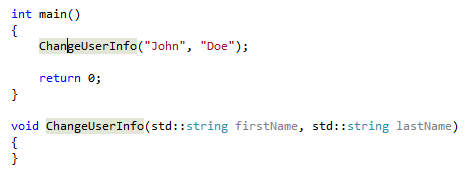 int main()
{
    ChangeUserInfo("John", "Doe");
    return 0;
}
void ChangeUserInfo(std::string firstName, std::string lastName)
{
}